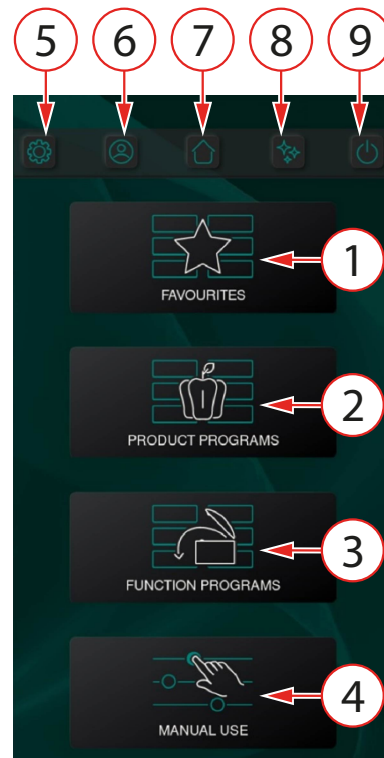 5 6 7 8 9
FAVOURITES
1
PRODUCT PROGRAMS
2
FUNCTION PROGRAMS
3
MANUAL USE
4